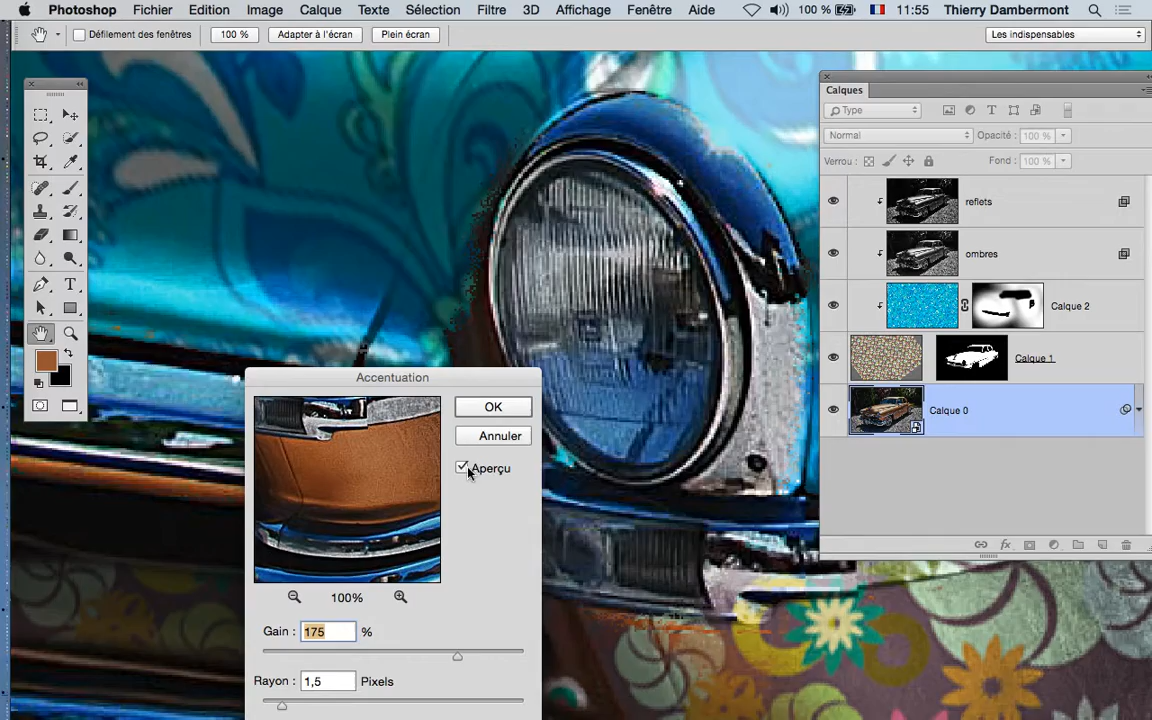 Photoshop Fichier Edition Image Calque Texte Sélection Filtre 3D Affichage Fenêtre Aide 100 % 11:55 Thierry Dambermont
Défilement des fenêtres 100 % Adapter à l'écran Plein écran Les indispensables
Calques
Type
Normal Opacité : 100 %
Verrou : Fond : 100 %
reflets
ombres
Calque 2
Calque 1
Calque 0
Accentuation
OK
Annuler
Aperçu
100%
Gain : 175 %
Rayon : 1,5 Pixels